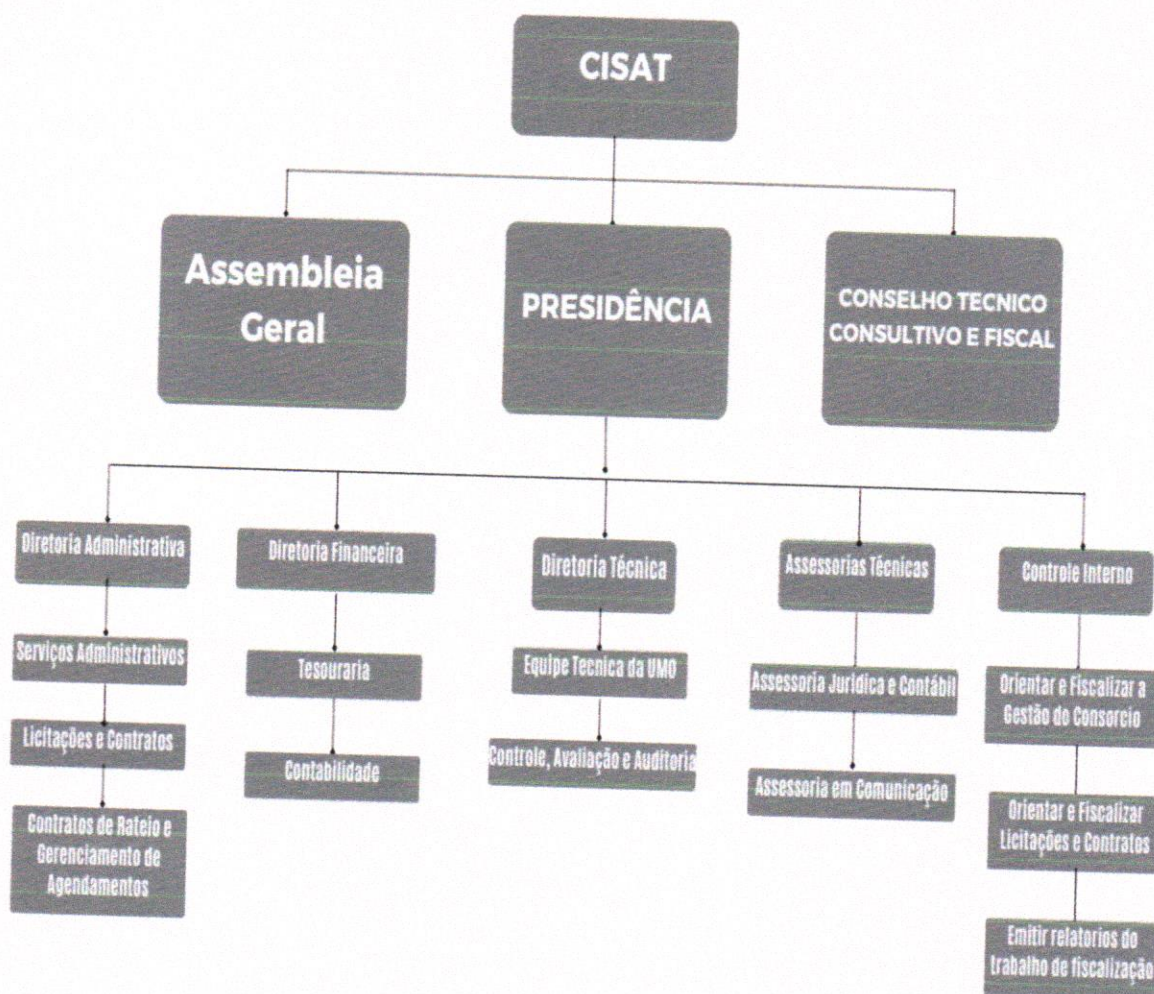 CISAT
Assembleia
Geral
PRESIDÊNCIA
CONSELHO TECNICO
CONSULTIVO E FISCAL
Diretoria Administrativa
Diretoria Financeira
Diretoria Técnica
Assessorias Técnicas
Controle Interno
Serviços Administrativos
Tesouraria
Equipe Tecnica da UMO
Assessoria Jurídica e Contábil
Orientar e Fiscalizar a
Gestão do Consorcio
Licitações e Contratos
Contabilidade
Controle, Avaliação e Auditoria
Assessoria em Comunicação
Orientar e Fiscalizar
Licitações e Contratos
Contratos de Rateio e
Gerenciamento de
Agendamentos
Emitir relatorios do
trabalho de fiscalização